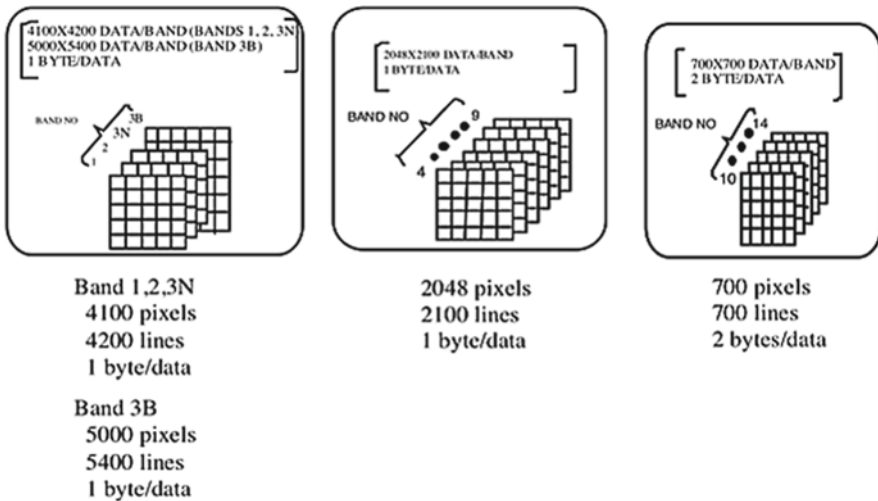 4100X4200 DATA/BAND (BANDS 1, 2, 3N
5000X5400 DATA/BAND (BAND 3B)
1 BYTE/DATA
BAND NO
1
2
3N
3B
2048X2100 DATA/BAND
1 BYTE/DATA
BAND NO
4
9
700X700 DATA/BAND
2 BYTE/DATA
BAND NO
10
14
Band 1,2,3N
4100 pixels
4200 lines
1 byte/data
Band 3B
5000 pixels
5400 lines
1 byte/data
2048 pixels
2100 lines
1 byte/data
700 pixels
700 lines
2 bytes/data